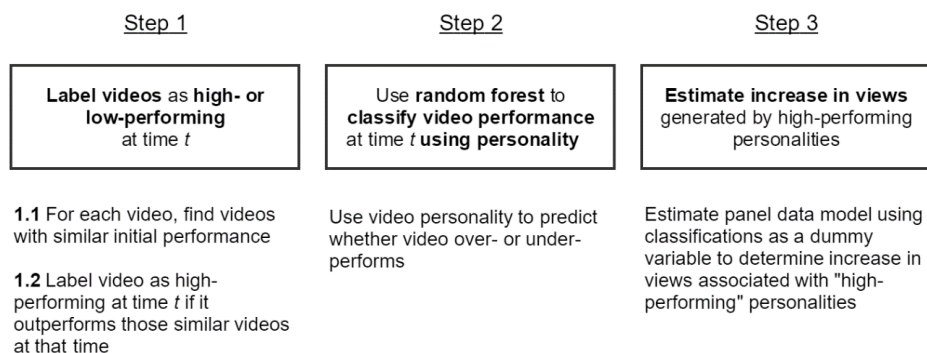 Step 1
Label videos as high- or
low-performing
at time t
1.1 For each video, find videos
with similar initial performance
1.2 Label video as high-
performing at time t if it
outperforms those similar videos
at that time
Step 2
Use random forest to
classify video performance
at time t using personality
Use video personality to predict
whether video over- or under-
performs
Step 3
Estimate increase in views
generated by high-performing
personalities
Estimate panel data model using
classifications as a dummy
variable to determine increase in
views associated with "high-
performing" personalities